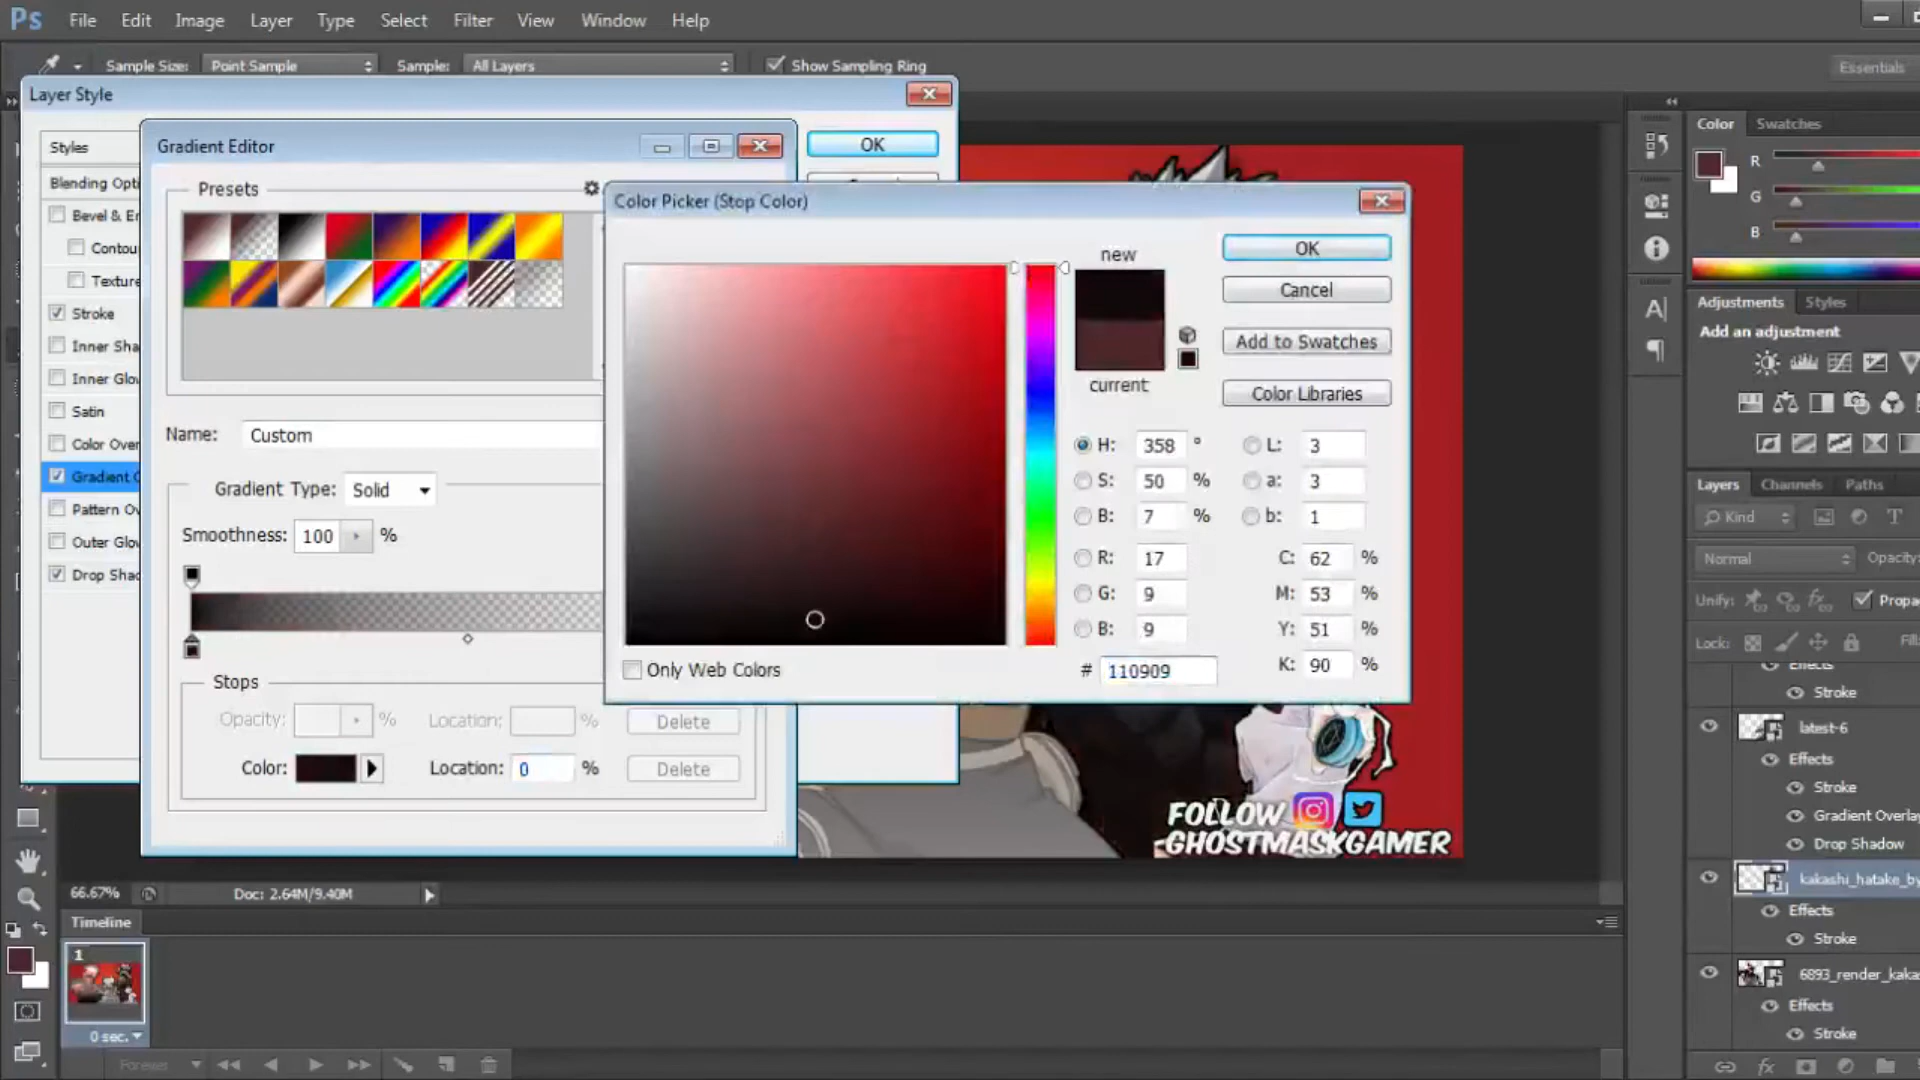 Ps File Edit Image Layer Type Select Filter View Window Help
Sample Size: Point Sample Sample: All Layers Show Sampling Ring
Essentials
Layer Style
Gradient Editor
Styles
Blending Opti
Bevel & E
Contou
Texture
Stroke
Inner Sha
Inner Glo
Satin
Color Over
Gradient O
Pattern Ov
Outer Glo
Drop Shad
OK
Presets
Name: Custom
Gradient Type: Solid
Smoothness: 100 %
Stops
Opacity: % Location: % Delete
Color: Location: 0 % Delete
Color Picker (Stop Color)
new
current
OK
Cancel
Add to Swatches
Color Libraries
H: 358 ° L: 3
S: 50 % a: 3
B: 7 % b: 1
R: 17 C: 62 %
G: 9 M: 53 %
B: 9 Y: 51 %
# 110909 K: 90 %
Only Web Colors
FOLLOW
GHOSTMASKGAMER
66.67% Doc: 2.64M/9.40M
Timeline
1
0 sec.
Forever
Color Swatches
R
G
B
Adjustments Styles
Add an adjustment
Layers Channels Paths
Kind
Normal Opacity:
Unify: Propa
Lock: Fill
Effects
Stroke
latest-6
Effects
Stroke
Gradient Overlay
Drop Shadow
kakashi_hatake_by
Effects
Stroke
6893_render_kaka
Effects
Stroke